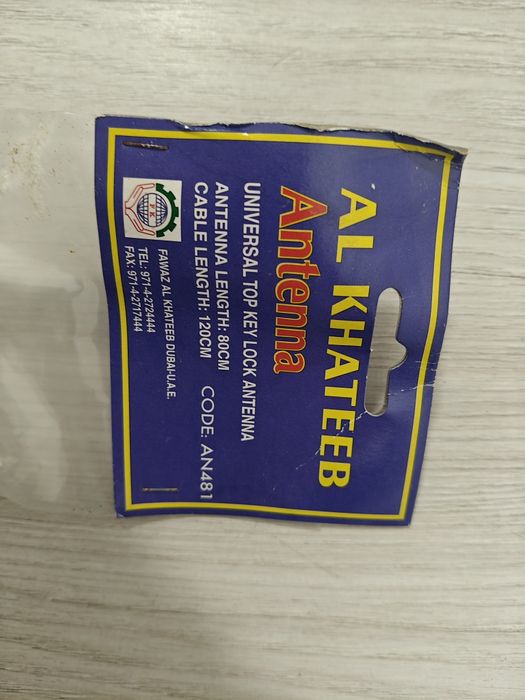 AL KHATEEB
Antenna
UNIVERSAL TOP KEY LOCK ANTENNA
ANTENNA LENGTH: 80CM
CABLE LENGTH: 120CM CODE: AN481
FK
FAWAZ AL KHATEEB DUBAI-U.A.E.
TEL: 971-4-2724444
FAX: 971-4-2717444